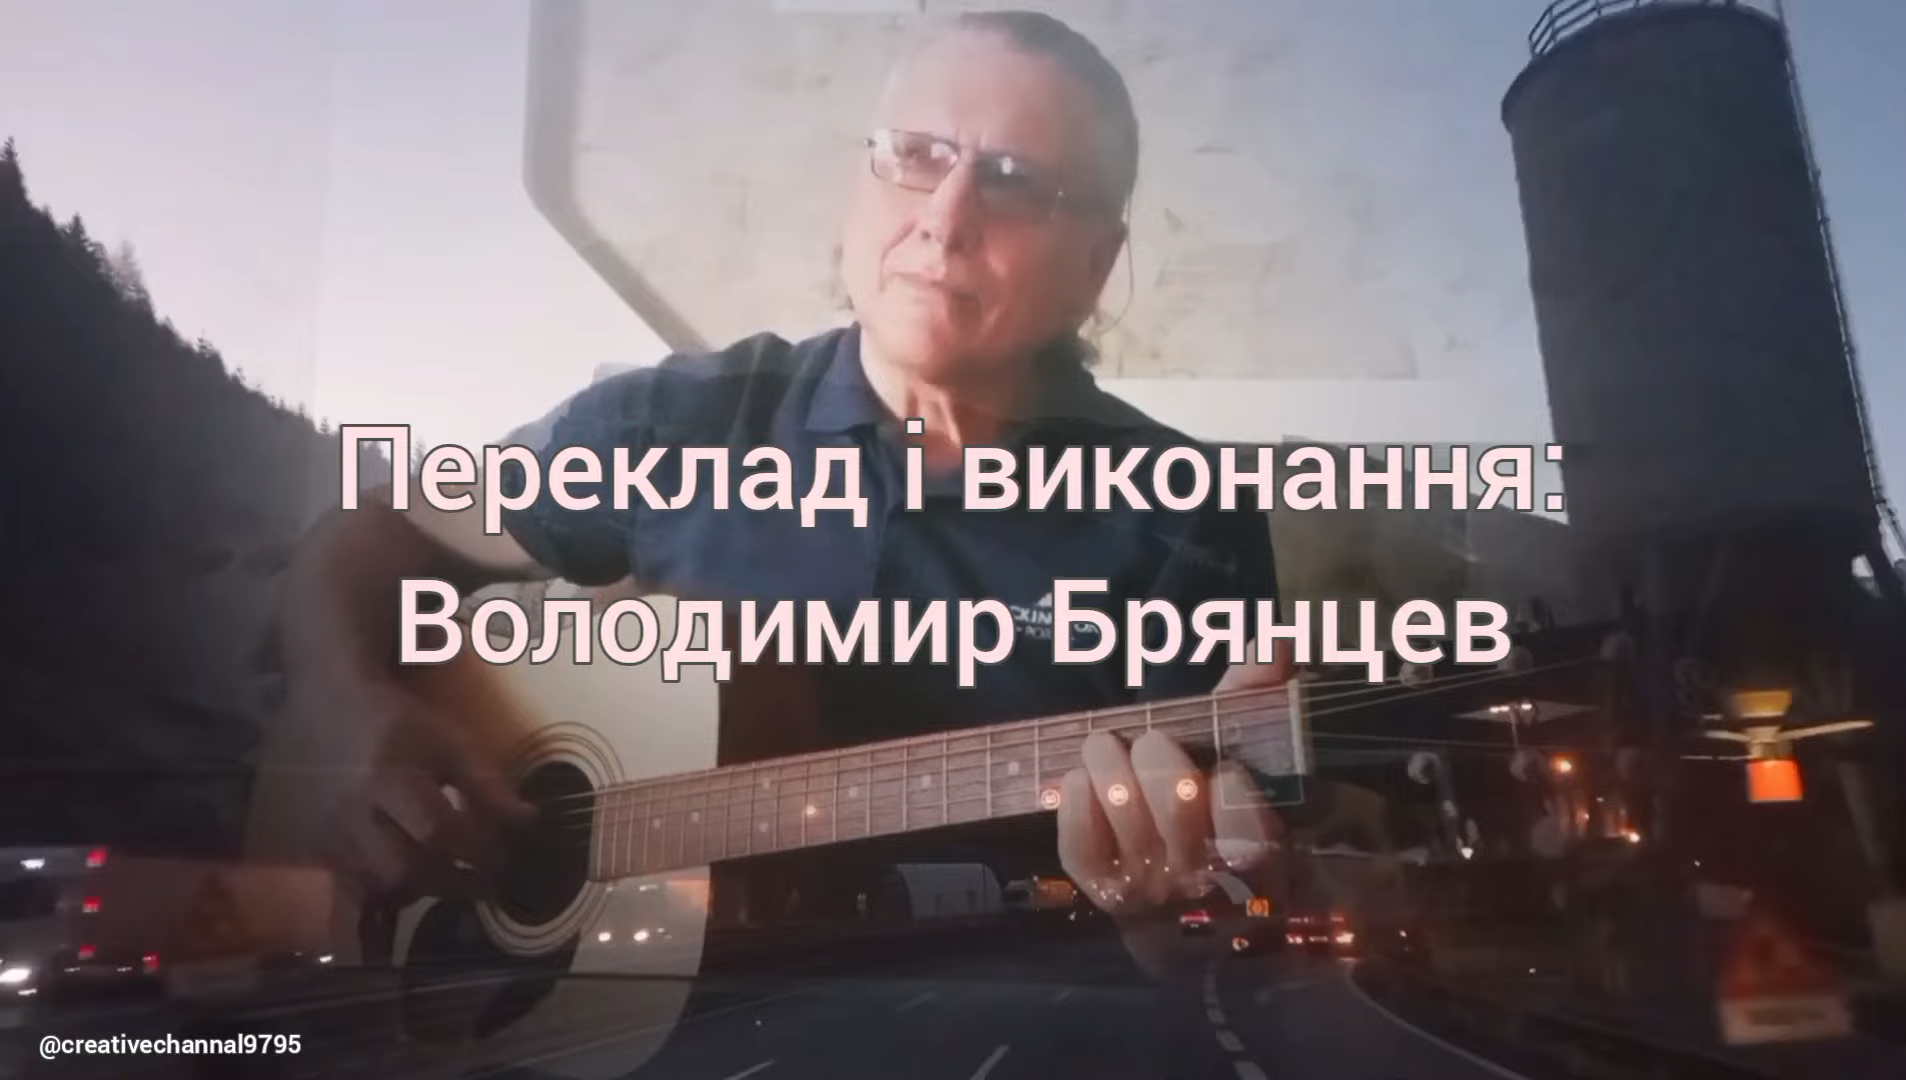 Переклад і виконання:
Володимир Брянцев
@creativechannal9795